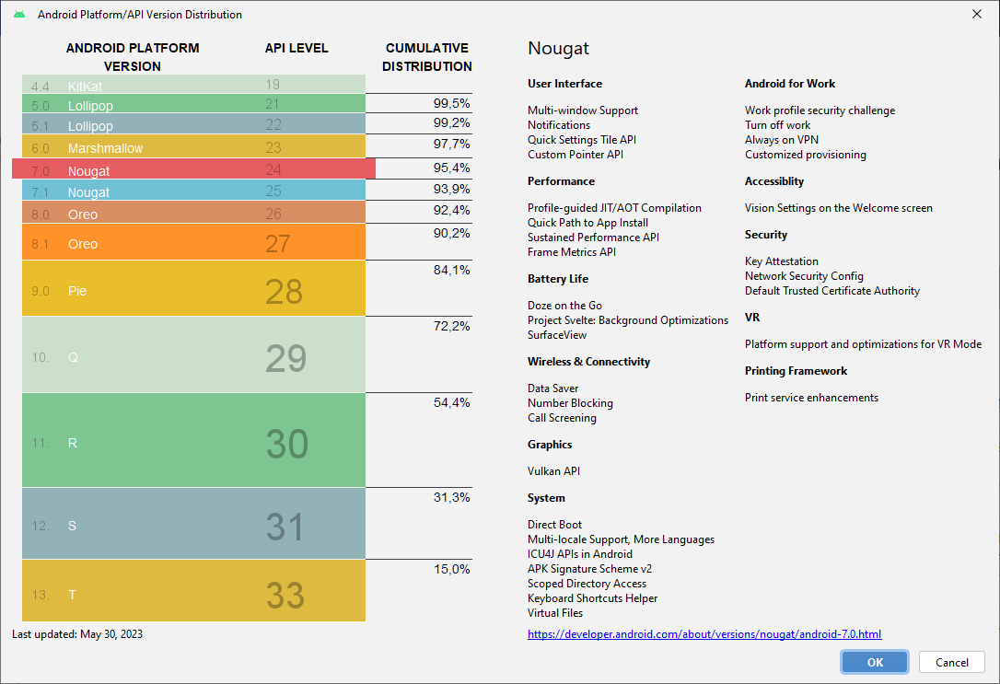 Android Platform/API Version Distribution
ANDROID PLATFORM
VERSION
API LEVEL
CUMULATIVE
DISTRIBUTION
4.4 KitKat 19
5.0 Lollipop 21 99,5%
5.1 Lollipop 22 99,2%
6.0 Marshmallow 23 97,7%
7.0 Nougat 24 95,4%
7.1 Nougat 25 93,9%
8.0 Oreo 26 92,4%
8.1 Oreo 27 90,2%
9.0 Pie 28 84,1%
10. Q 29 72,2%
11. R 30 54,4%
12. S 31 31,3%
13. T 33 15,0%
Last updated: May 30, 2023
Nougat
User Interface
Multi-window Support
Notifications
Quick Settings Tile API
Custom Pointer API
Performance
Profile-guided JIT/AOT Compilation
Quick Path to App Install
Sustained Performance API
Frame Metrics API
Battery Life
Doze on the Go
Project Svelte: Background Optimizations
SurfaceView
Wireless & Connectivity
Data Saver
Number Blocking
Call Screening
Graphics
Vulkan API
System
Direct Boot
Multi-locale Support, More Languages
ICU4J APIs in Android
APK Signature Scheme v2
Scoped Directory Access
Keyboard Shortcuts Helper
Virtual Files
Android for Work
Work profile security challenge
Turn off work
Always on VPN
Customized provisioning
Accessiblity
Vision Settings on the Welcome screen
Security
Key Attestation
Network Security Config
Default Trusted Certificate Authority
VR
Platform support and optimizations for VR Mode
Printing Framework
Print service enhancements
https://developer.android.com/about/versions/nougat/android-7.0.html
OK
Cancel